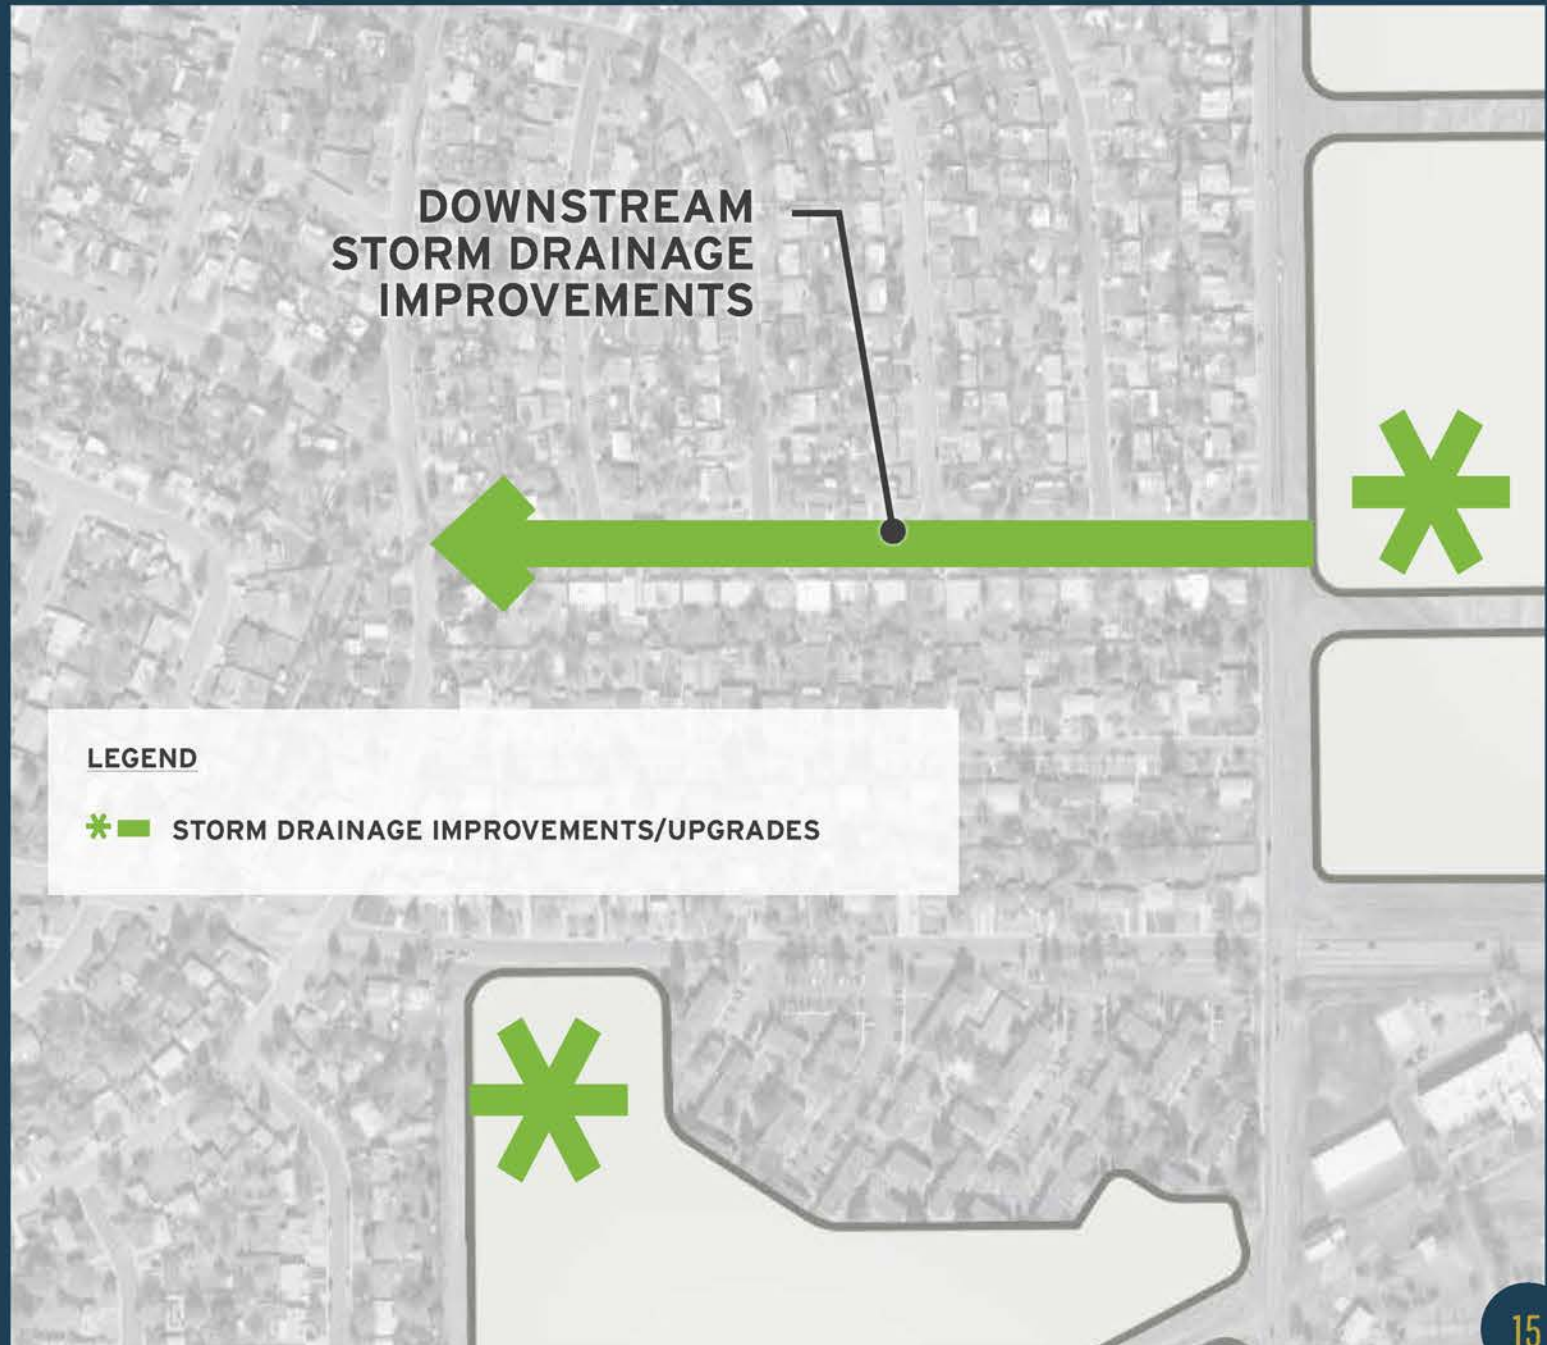 DOWNSTREAM
STORM DRAINAGE
IMPROVEMENTS
LEGEND
STORM DRAINAGE IMPROVEMENTS/UPGRADES
15